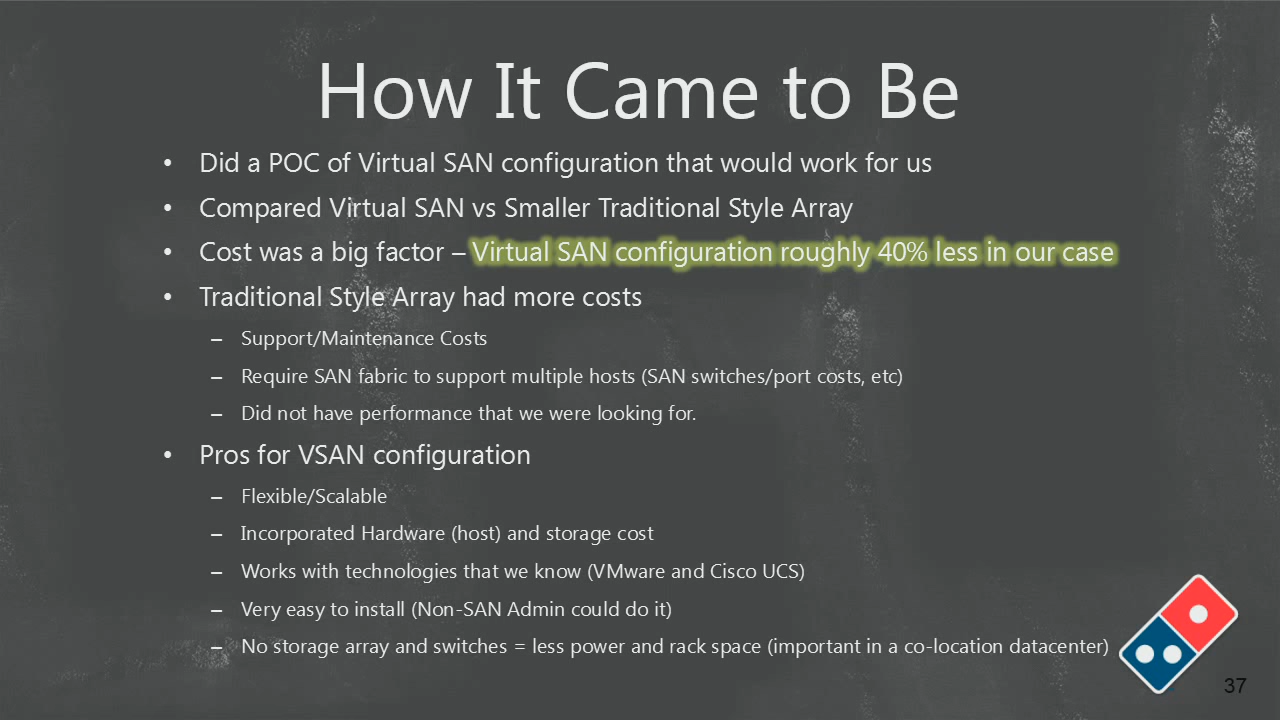 How It Came to Be
• Did a POC of Virtual SAN configuration that would work for us
• Compared Virtual SAN vs Smaller Traditional Style Array
• Cost was a big factor – Virtual SAN configuration roughly 40% less in our case
• Traditional Style Array had more costs
– Support/Maintenance Costs
– Require SAN fabric to support multiple hosts (SAN switches/port costs, etc)
– Did not have performance that we were looking for.
• Pros for VSAN configuration
– Flexible/Scalable
– Incorporated Hardware (host) and storage cost
– Works with technologies that we know (VMware and Cisco UCS)
– Very easy to install (Non-SAN Admin could do it)
– No storage array and switches = less power and rack space (important in a co-location datacenter)
37